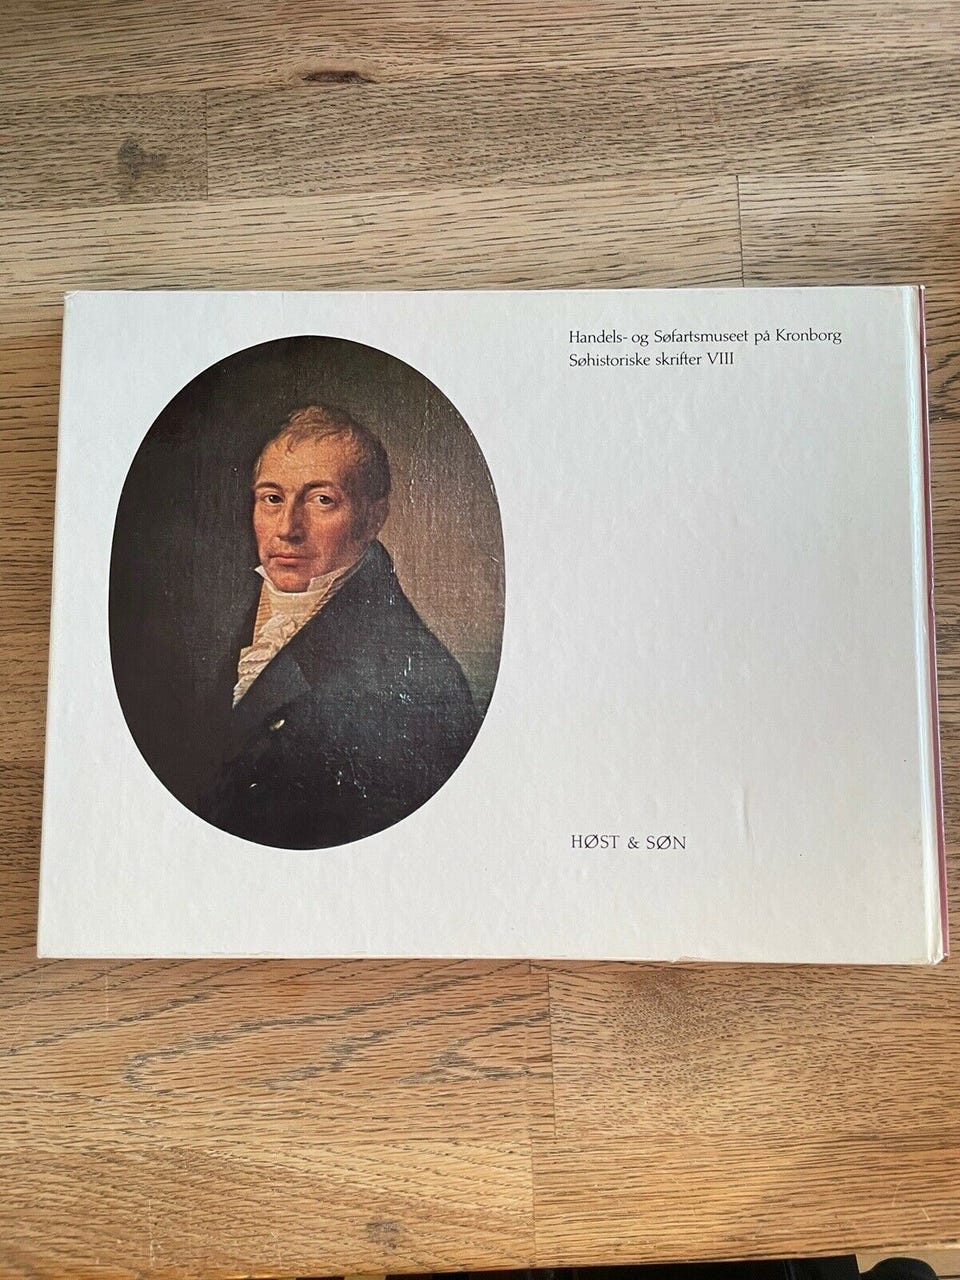 Handels- og Søfartsmuseet på Kronborg
Søhistoriske skrifter VIII
HØST & SØN